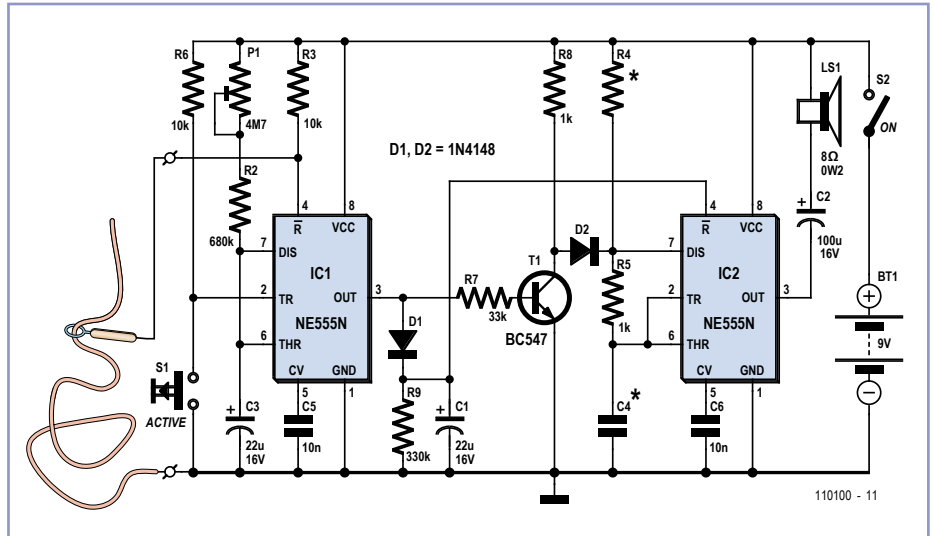 R6
P1
R3
R8
R4
LS1
S2
*
10k
4M7
10k
1k
ON
D1, D2 = 1N4148
8Ω
0W2
R2
4
8
4
8
C2
R
VCC
D2
R
VCC
+
100u
16V
680k
7
DIS
T1
7
DIS
IC1
R5
IC2
BT1
2
TR
OUT
3
R7
2
TR
OUT
3
+
NE555N
D1
33k
1k
NE555N
9V
S1
6
THR
BC547
6
THR
CV
GND
CV
GND
–
ACTIVE
+
C3
5
C5
1
R9
+
C1
C4
*
5
C6
1
22u
16V
10n
330k
22u
16V
10n
110100 - 11